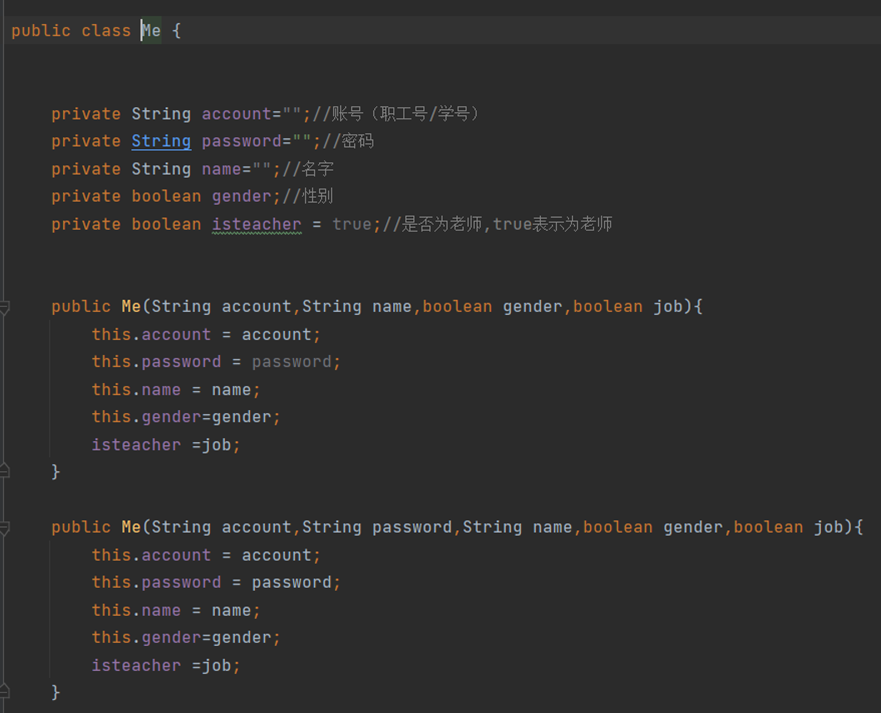 public class Me {
private String account="";//账号（职工号/学号）
private String password="";//密码
private String name="";//名字
private boolean gender;//性别
private boolean isteacher = true;//是否为老师,true表示为老师
public Me(String account,String name,boolean gender,boolean job){
this.account = account;
this.password = password;
this.name = name;
this.gender=gender;
isteacher =job;
}
public Me(String account,String password,String name,boolean gender,boolean job){
this.account = account;
this.password = password;
this.name = name;
this.gender=gender;
isteacher =job;
}